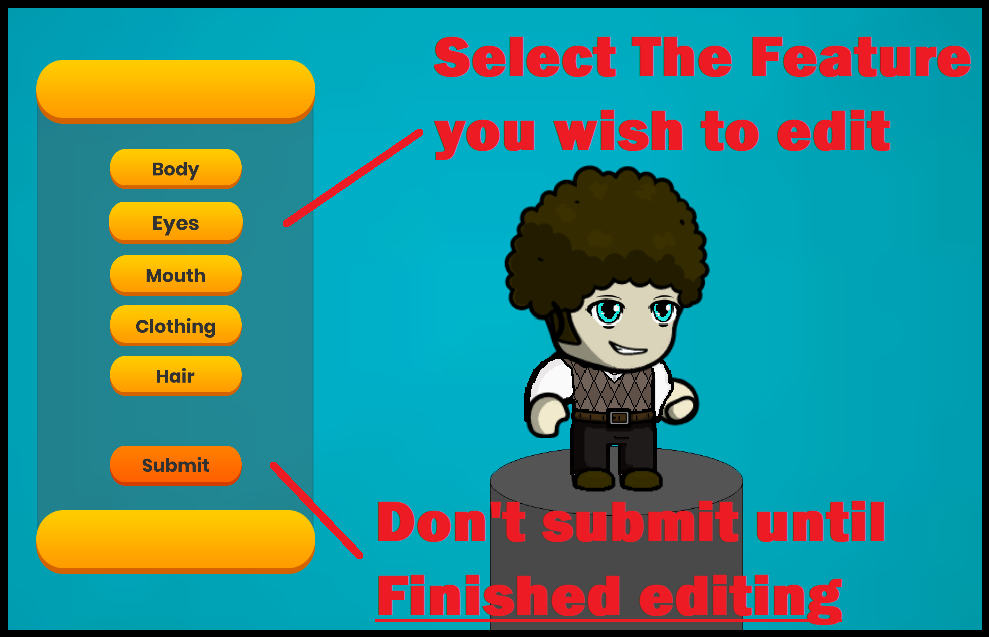 Select The Feature
you wish to edit
Body
Eyes
Mouth
Clothing
Hair
Submit
Don't submit until
Finished editing